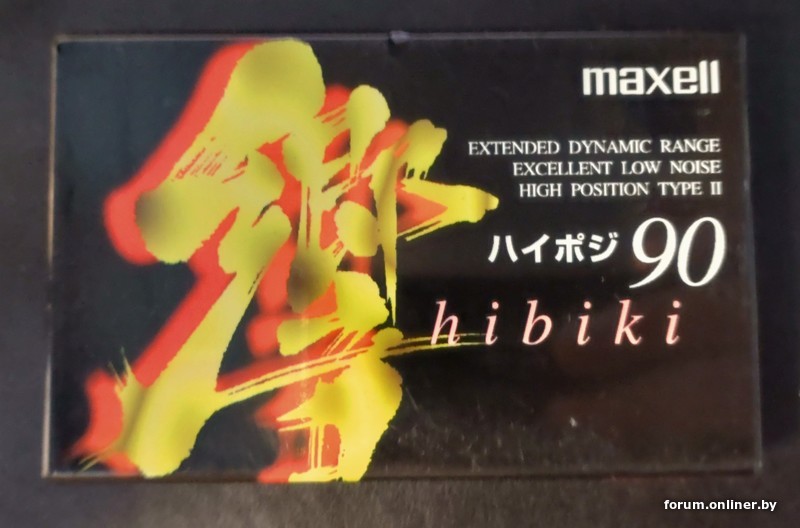 響
maxell
EXTENDED DYNAMIC RANGE
EXCELLENT LOW NOISE
HIGH POSITION TYPE II
ハイポジ 90
hibiki
forum.onliner.by